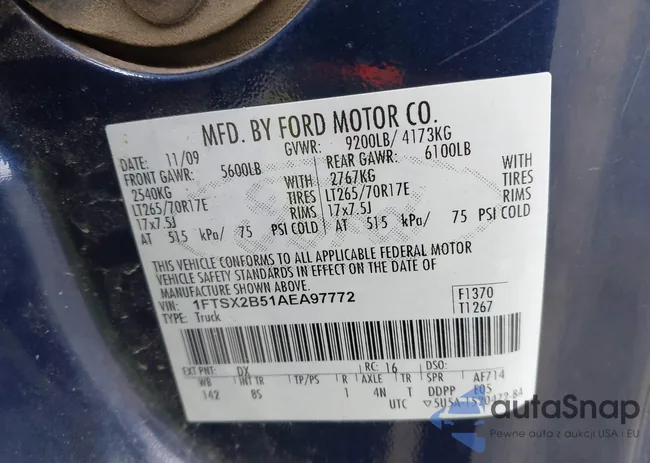 MFD. BY FORD MOTOR CO.
DATE: 11/09 GVWR: 9200LB/ 4173KG
FRONT GAWR: 5600LB REAR GAWR: 6100LB
2540KG WITH 2767KG WITH
LT265/70R17E TIRES LT265/70R17E TIRES
17x7.5J RIMS 17x7.5J RIMS
AT 515 kPa/ 75 PSI COLD AT 515 kPa/ 75 PSI COLD
THIS VEHICLE CONFORMS TO ALL APPLICABLE FEDERAL MOTOR
VEHICLE SAFETY STANDARDS IN EFFECT ON THE DATE OF
MANUFACTURE SHOWN ABOVE.
VIN: 1FTSX2B51AEA97772 F1370
TYPE: Truck T1267
EXT PNT: DX RC: 16 DSO:
WB INT TR TP/PS R AXLE TR SPR AF714
142 8S 1 4N T DDPP E05
UTC ▽5U5A-1520472-BA
autaSnap
Pewne auta z aukcji USA i EU